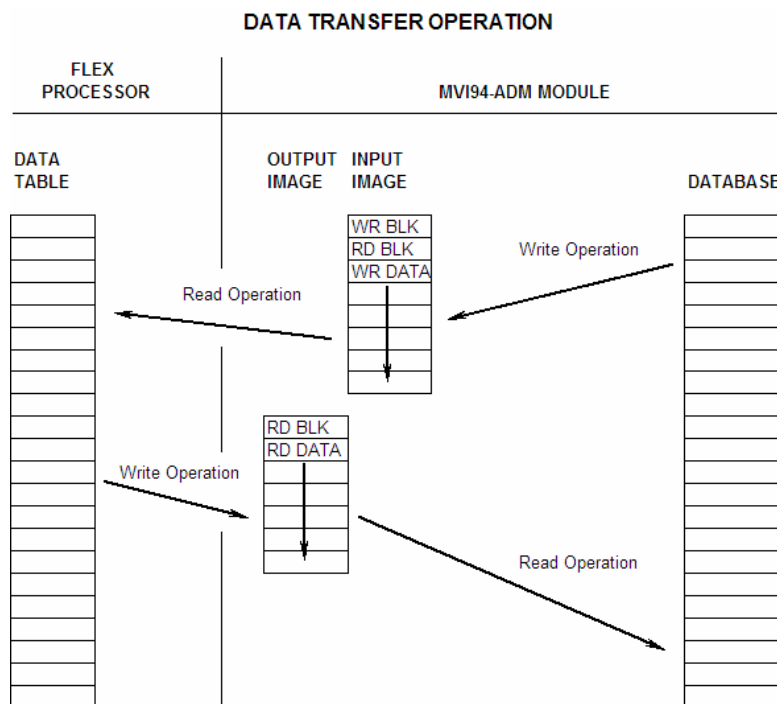 DATA TRANSFER OPERATION
FLEX
PROCESSOR
MVI94-ADM MODULE
DATA
TABLE
OUTPUT
IMAGE
INPUT
IMAGE
DATABASE
WR BLK
RD BLK
WR DATA
Write Operation
Read Operation
RD BLK
RD DATA
Write Operation
Read Operation